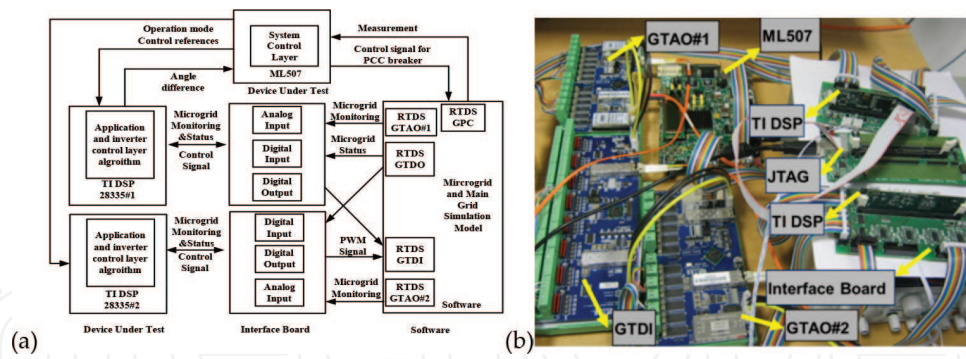 (a)
Operation mode
Control references
System
Control
Layer
ML507
Device Under Test
Measurement
Control signal for
PCC breaker
Angle
difference
Application
and inverter
control layer
algorithm
TI DSP
28335#1
Microgrid
Monitoring
&Status
Control
Signal
Analog
Input
Digital
Input
Digital
Output
Microgrid
Monitoring
Microgrid
Status
RTDS
GTAO#1
RTDS
GPC
RTDS
GTDO
Mircrogrid
and Main
Grid
Simulation
Model
Application
and inverter
control layer
algoarithm
TI DSP
28335#2
Microgrid
Monitoring
&Status
Control
Signal
Digital
Input
Digital
Output
Analog
Input
PWM
Signal
Microgrid
Monitoring
RTDS
GTDI
RTDS
GTAO#2
Software
Device Under Test
Interface Board
Software
(b)
GTAO#1
ML507
TI DSP
JTAG
TI DSP
Interface Board
GTDI
GTAO#2